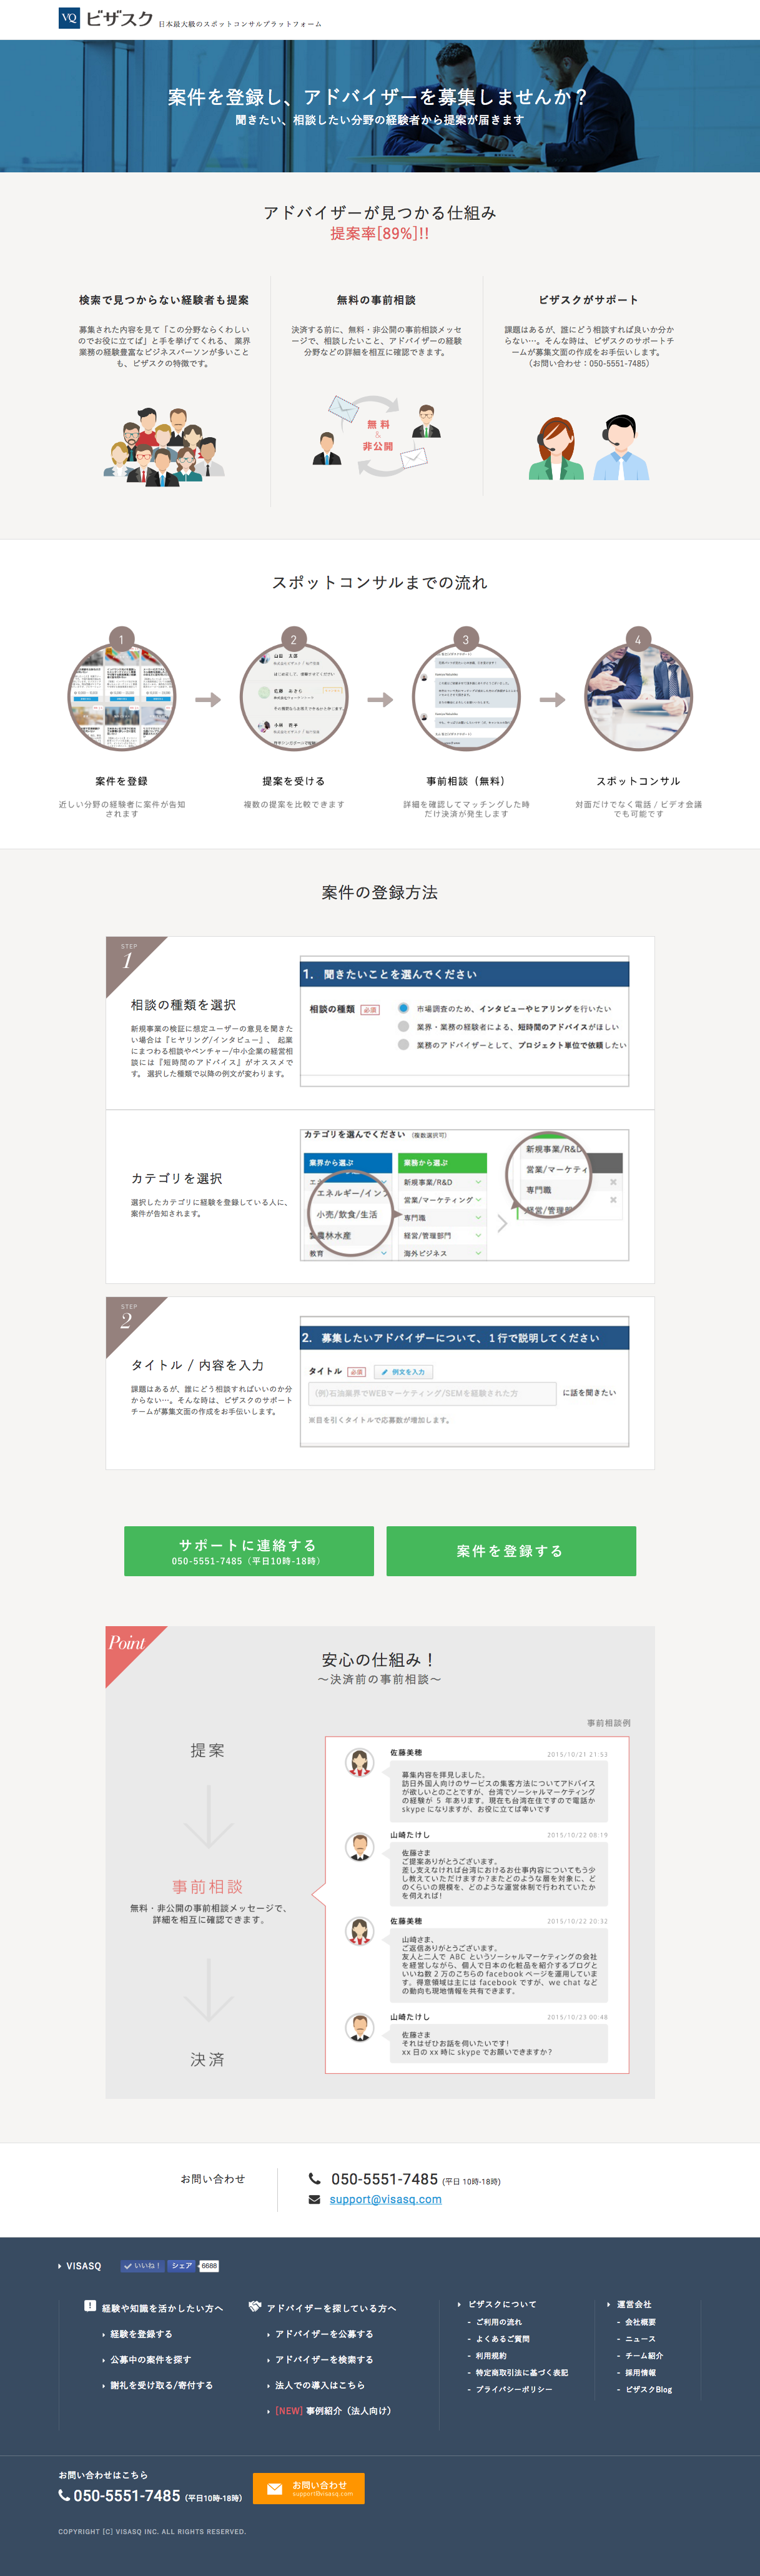 VQ ビザスク 日本最大級のスポットコンサルプラットフォーム
案件を登録し、アドバイザーを募集しませんか？
聞きたい、相談したい分野の経験者から提案が届きます
アドバイザーが見つかる仕組み
提案率[89%]!!
検索で見つからない経験者も提案
募集された内容を見て「この分野ならくわしい
のでお役に立てば」と手を挙げてくれる、業界
業務の経験豊富なビジネスパーソンが多いこと
も、ビザスクの特徴です。
無料の事前相談
決済する前に、無料・非公開の事前相談メッセ
ージで、相談したいこと、アドバイザーの経験
分野などの詳細を相互に確認できます。
無料
&
非公開
ビザスクがサポート
課題はあるが、誰にどう相談すれば良いか分か
らない…。そんな時は、ビザスクのサポートチ
ームが募集文面の作成をお手伝いします。
（お問い合わせ：050-5551-7485）
スポットコンサルまでの流れ
1
案件を登録
近しい分野の経験者に案件が告知
されます
2
提案を受ける
複数の提案を比較できます
3
事前相談（無料）
詳細を確認してマッチングした時
だけ決済が発生します
4
スポットコンサル
対面だけでなく電話 / ビデオ会議
でも可能です
案件の登録方法
STEP
1
相談の種類を選択
新規事業の検証に想定ユーザーの意見を聞きた
い場合は『ヒヤリング/インタビュー』、 起業
にまつわる相談やベンチャー/中小企業の経営相
談には『短時間のアドバイス』がオススメで
す。 選択した種類で以降の例文が変わります。
1. 聞きたいことを選んでください
相談の種類 必須
市場調査のため、インタビューやヒアリングを行いたい
業界・業務の経験者による、短時間のアドバイスがほしい
業務のアドバイザーとして、プロジェクト単位で依頼したい
カテゴリを選択
選択したカテゴリに経験を登録している人に、
案件が告知されます。
カテゴリを選んでください （複数選択可）
業界から選ぶ
エネルギー/イン
小売/飲食/生活
農林水産
教育
業務から選ぶ
新規事業/R&D
営業/マーケティング
専門職
経営/管理部門
海外ビジネス
新規事業/R&D
営業/マーケティ
専門職
経営/管理部
STEP
2
タイトル / 内容を入力
課題はあるが、誰にどう相談すればいいのか分
からない…。そんな時は、ビザスクのサポート
チームが募集文面の作成をお手伝いします。
2. 募集したいアドバイザーについて、1 行で説明してください
タイトル 必須 例文を入力
(例)石油業界でWEBマーケティング/SEMを経験された方 に話を聞きたい
※目を引くタイトルで応募数が増加します。
サポートに連絡する
050-5551-7485（平日10時-18時）
案件を登録する
Point
安心の仕組み！
〜決済前の事前相談〜
事前相談例
提案
事前相談
無料・非公開の事前相談メッセージで、
詳細を相互に確認できます。
決済
佐藤美穂 2015/10/21 21:53
募集内容を拝見しました。
訪日外国人向けのサービスの集客方法についてアドバイス
が欲しいとのことですが、台湾でソーシャルマーケティング
の経験が 5 年あります。現在も台湾在住ですので電話か
skype になりますが、お役に立てば幸いです
山崎たけし 2015/10/22 08:19
佐藤さま
ご提案ありがとうございます。
差し支えなければ台湾におけるお仕事内容についてもう少
し教えていただけますか?またどのような層を対象に、ど
のくらいの規模を、どのような運営体制で行われていたか
を伺えれば!
佐藤美穂 2015/10/22 20:32
山崎さま、
ご返信ありがとうございます。
友人と二人で ABC というソーシャルマーケティングの会社
を経営しながら、個人で日本の化粧品を紹介するブログと
いいね数 2 万のこちらの facebook ページを運用していま
す。得意領域は主には facebook ですが、we chat など
の動向も現地情報を共有できます。
山崎たけし 2015/10/23 00:48
佐藤さま
それはぜひお話を伺いたいです!
xx 日の xx 時に skype でお願いできますか?
お問い合わせ
050-5551-7485 (平日 10時-18時)
support@visasq.com
VISASQ いいね！ シェア 6688
経験や知識を活かしたい方へ
経験を登録する
公募中の案件を探す
謝礼を受け取る/寄付する
アドバイザーを探している方へ
アドバイザーを公募する
アドバイザーを検索する
法人での導入はこちら
[NEW] 事例紹介（法人向け）
ビザスクについて
- ご利用の流れ
- よくあるご質問
- 利用規約
- 特定商取引法に基づく表記
- プライバシーポリシー
運営会社
- 会社概要
- ニュース
- チーム紹介
- 採用情報
- ビザスクBlog
お問い合わせはこちら
050-5551-7485 （平日10時-18時）
お問い合わせ
support@visasq.com
COPYRIGHT [C] VISASQ INC. ALL RIGHTS RESERVED.